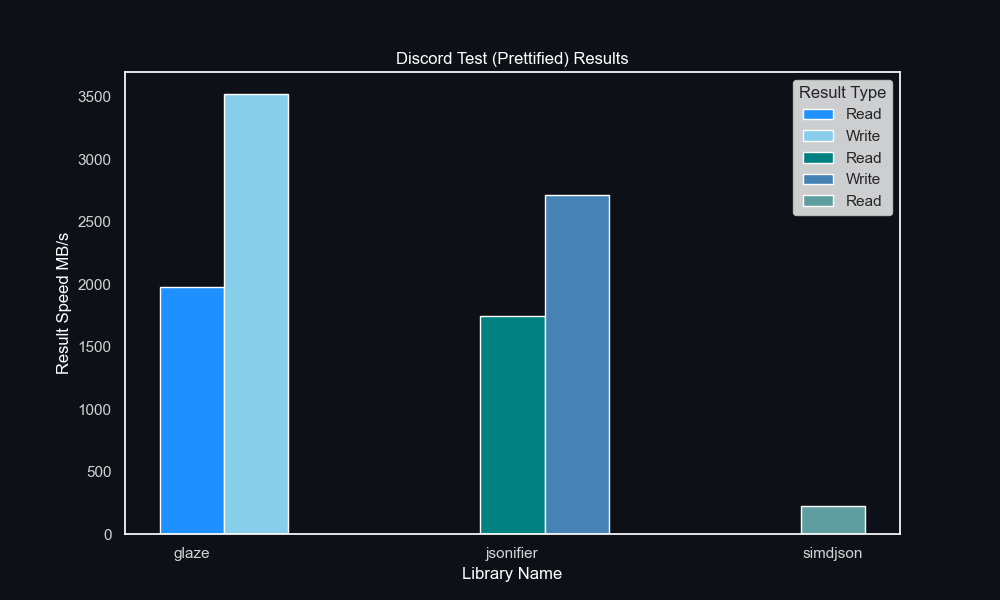 Discord Test (Prettified) Results
Result Type
Read
Write
Read
Write
Read
Result Speed MB/s
3500
3000
2500
2000
1500
1000
500
0
glaze
jsonifier
simdjson
Library Name